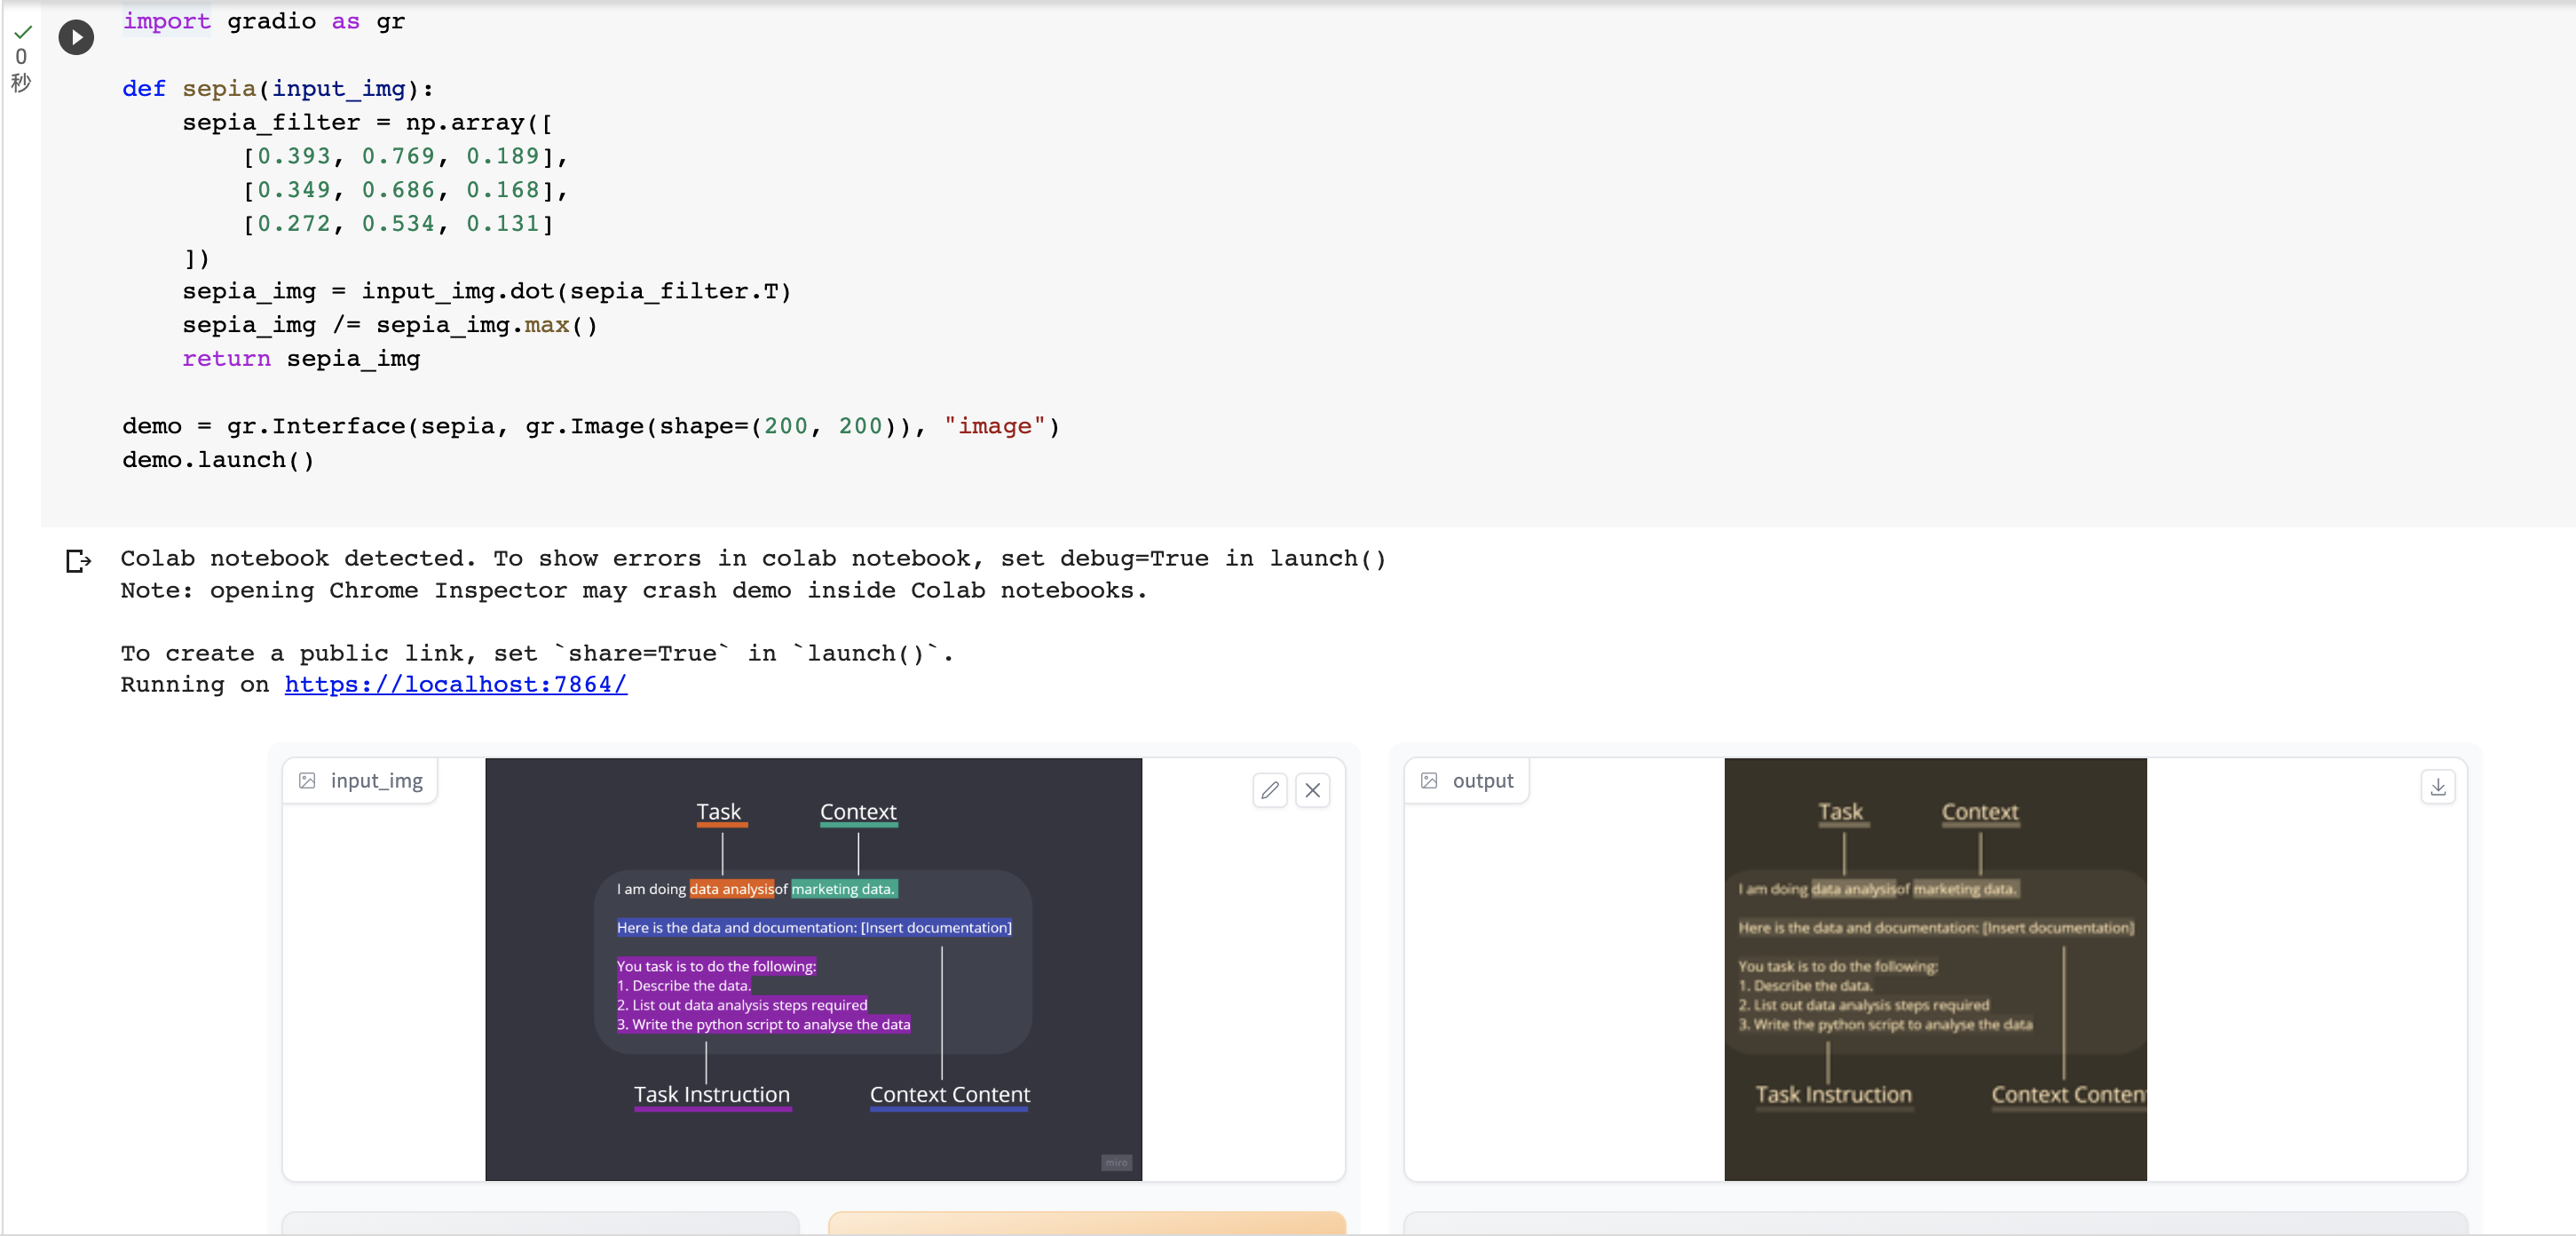 import gradio as gr
0
秒
def sepia(input_img):
sepia_filter = np.array([
[0.393, 0.769, 0.189],
[0.349, 0.686, 0.168],
[0.272, 0.534, 0.131]
])
sepia_img = input_img.dot(sepia_filter.T)
sepia_img /= sepia_img.max()
return sepia_img
demo = gr.Interface(sepia, gr.Image(shape=(200, 200)), "image")
demo.launch()
Colab notebook detected. To show errors in colab notebook, set debug=True in launch()
Note: opening Chrome Inspector may crash demo inside Colab notebooks.
To create a public link, set `share=True` in `launch()`.
Running on https://localhost:7864/
input_img
Task Context
I am doing data analysisof marketing data.
Here is the data and documentation: [Insert documentation]
You task is to do the following:
1. Describe the data.
2. List out data analysis steps required
3. Write the python script to analyse the data
Task Instruction Context Content
miro
output
Task Context
I am doing data analysisof marketing data.
Here is the data and documentation: [Insert documentation]
You task is to do the following:
1. Describe the data.
2. List out data analysis steps required
3. Write the python script to analyse the data
Task Instruction Context Conten